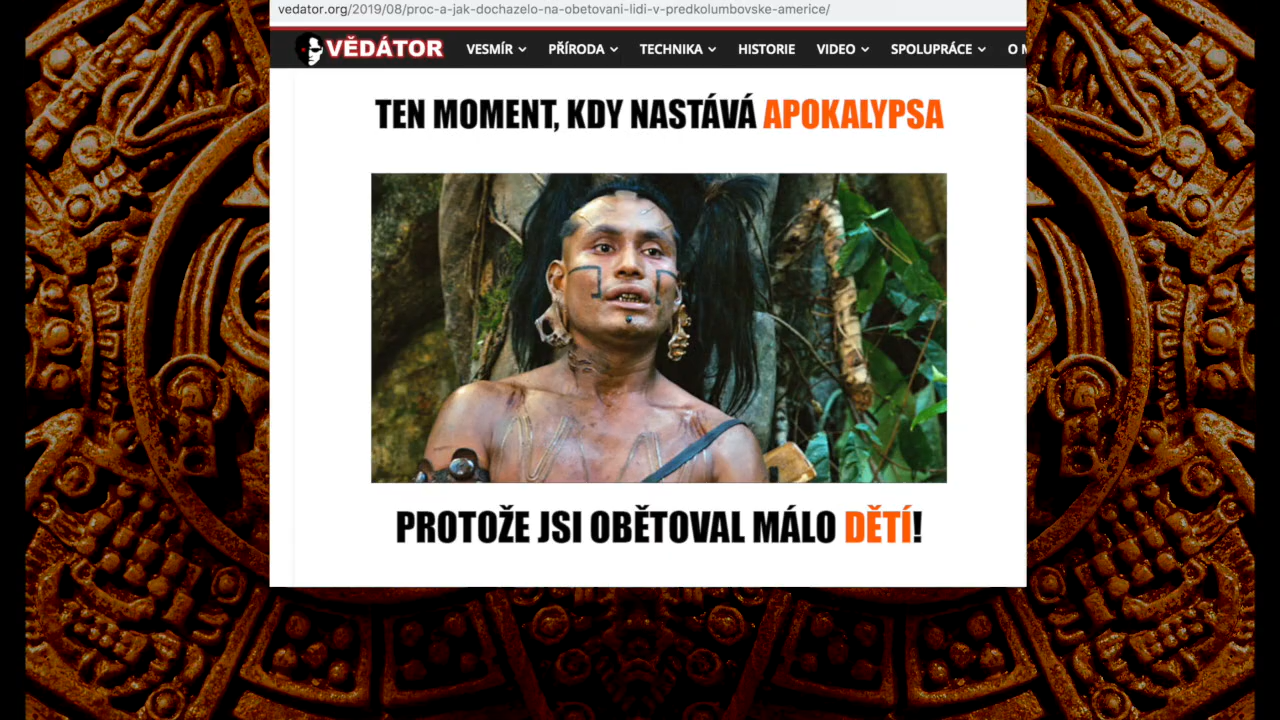 vedator.org/2019/08/proc-a-jak-dochazelo-na-obetovani-lidi-v-predkolumbovske-americe/
VĚDÁTOR VESMÍR PŘÍRODA TECHNIKA HISTORIE VIDEO SPOLUPRÁCE O
TEN MOMENT, KDY NASTÁVÁ APOKALYPSA
PROTOŽE JSI OBĚTOVAL MÁLO DĚTÍ!